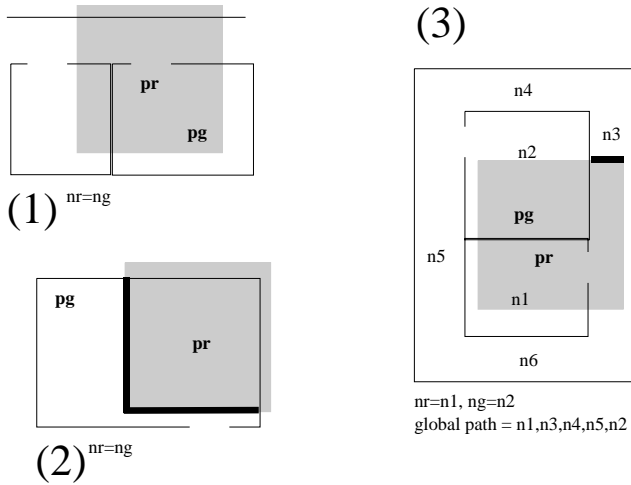 pr
pg
(1) nr=ng
pg
pr
(2) nr=ng
(3)
n4
n3
n2
pg
n5
pr
n1
n6
nr=n1, ng=n2
global path = n1,n3,n4,n5,n2